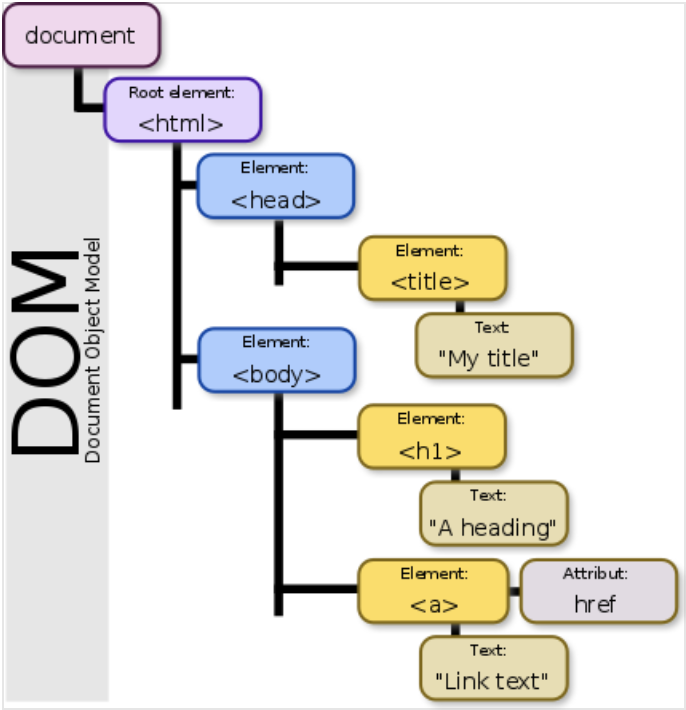 document
Root element:
<html>
Element:
<head>
Element:
<title>
Text
"My title"
Element:
<body>
Element:
<h1>
Text:
"A heading"
Element:
<a>
Attribut:
href
Text:
"Link text"
DOM
Document Object Model